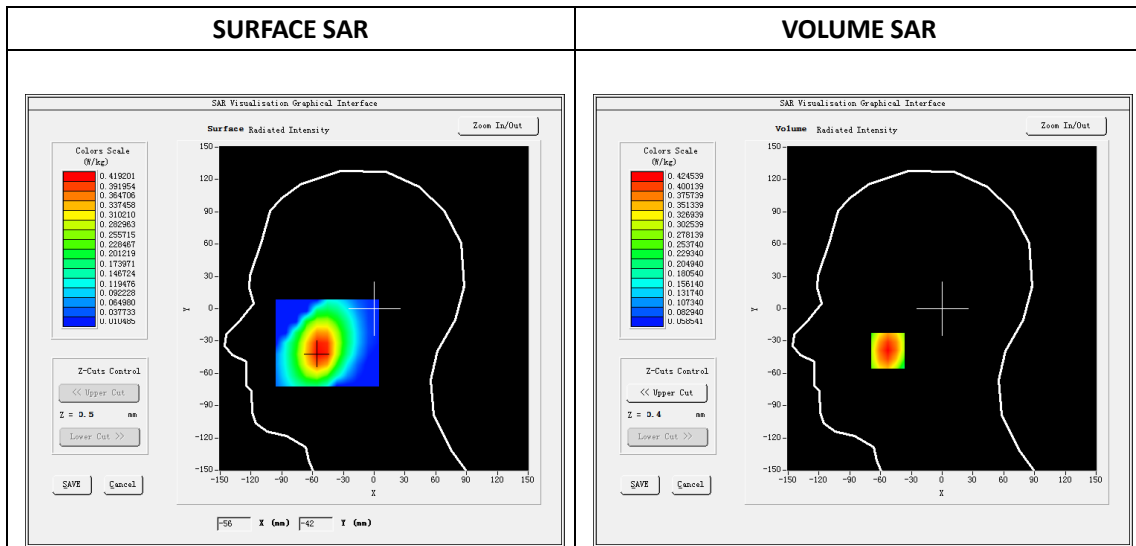 SURFACE SAR
VOLUME SAR
SAR Visualisation Graphical Interface
Surface Radiated Intensity
Zoom In/Out
Colors Scale
(W/kg)
0.419201
0.391954
0.364706
0.337458
0.310210
0.282963
0.255715
0.228467
0.201219
0.173971
0.146724
0.119476
0.092228
0.064980
0.037733
0.010485
150
120
90
60
30
0
-30
-60
-90
-120
-150
Y
-150 -120 -90 -60 -30 0 30 60 90 120 150
X
Z-Cuts Control
<< Upper Cut
Z = 0.5 mm
Lower Cut >>
SAVE Cancel
-56 X (mm) -42 Y (mm)
SAR Visualisation Graphical Interface
Volume Radiated Intensity
Zoom In/Out
Colors Scale
(W/kg)
0.424539
0.400139
0.375739
0.351339
0.326939
0.302539
0.278139
0.253740
0.229340
0.204940
0.180540
0.156140
0.131740
0.107340
0.082940
0.058541
150
120
90
60
30
0
-30
-60
-90
-120
-150
Y
-150 -120 -90 -60 -30 0 30 60 90 120 150
X
Z-Cuts Control
<< Upper Cut
Z = 0.4 mm
Lower Cut >>
SAVE Cancel